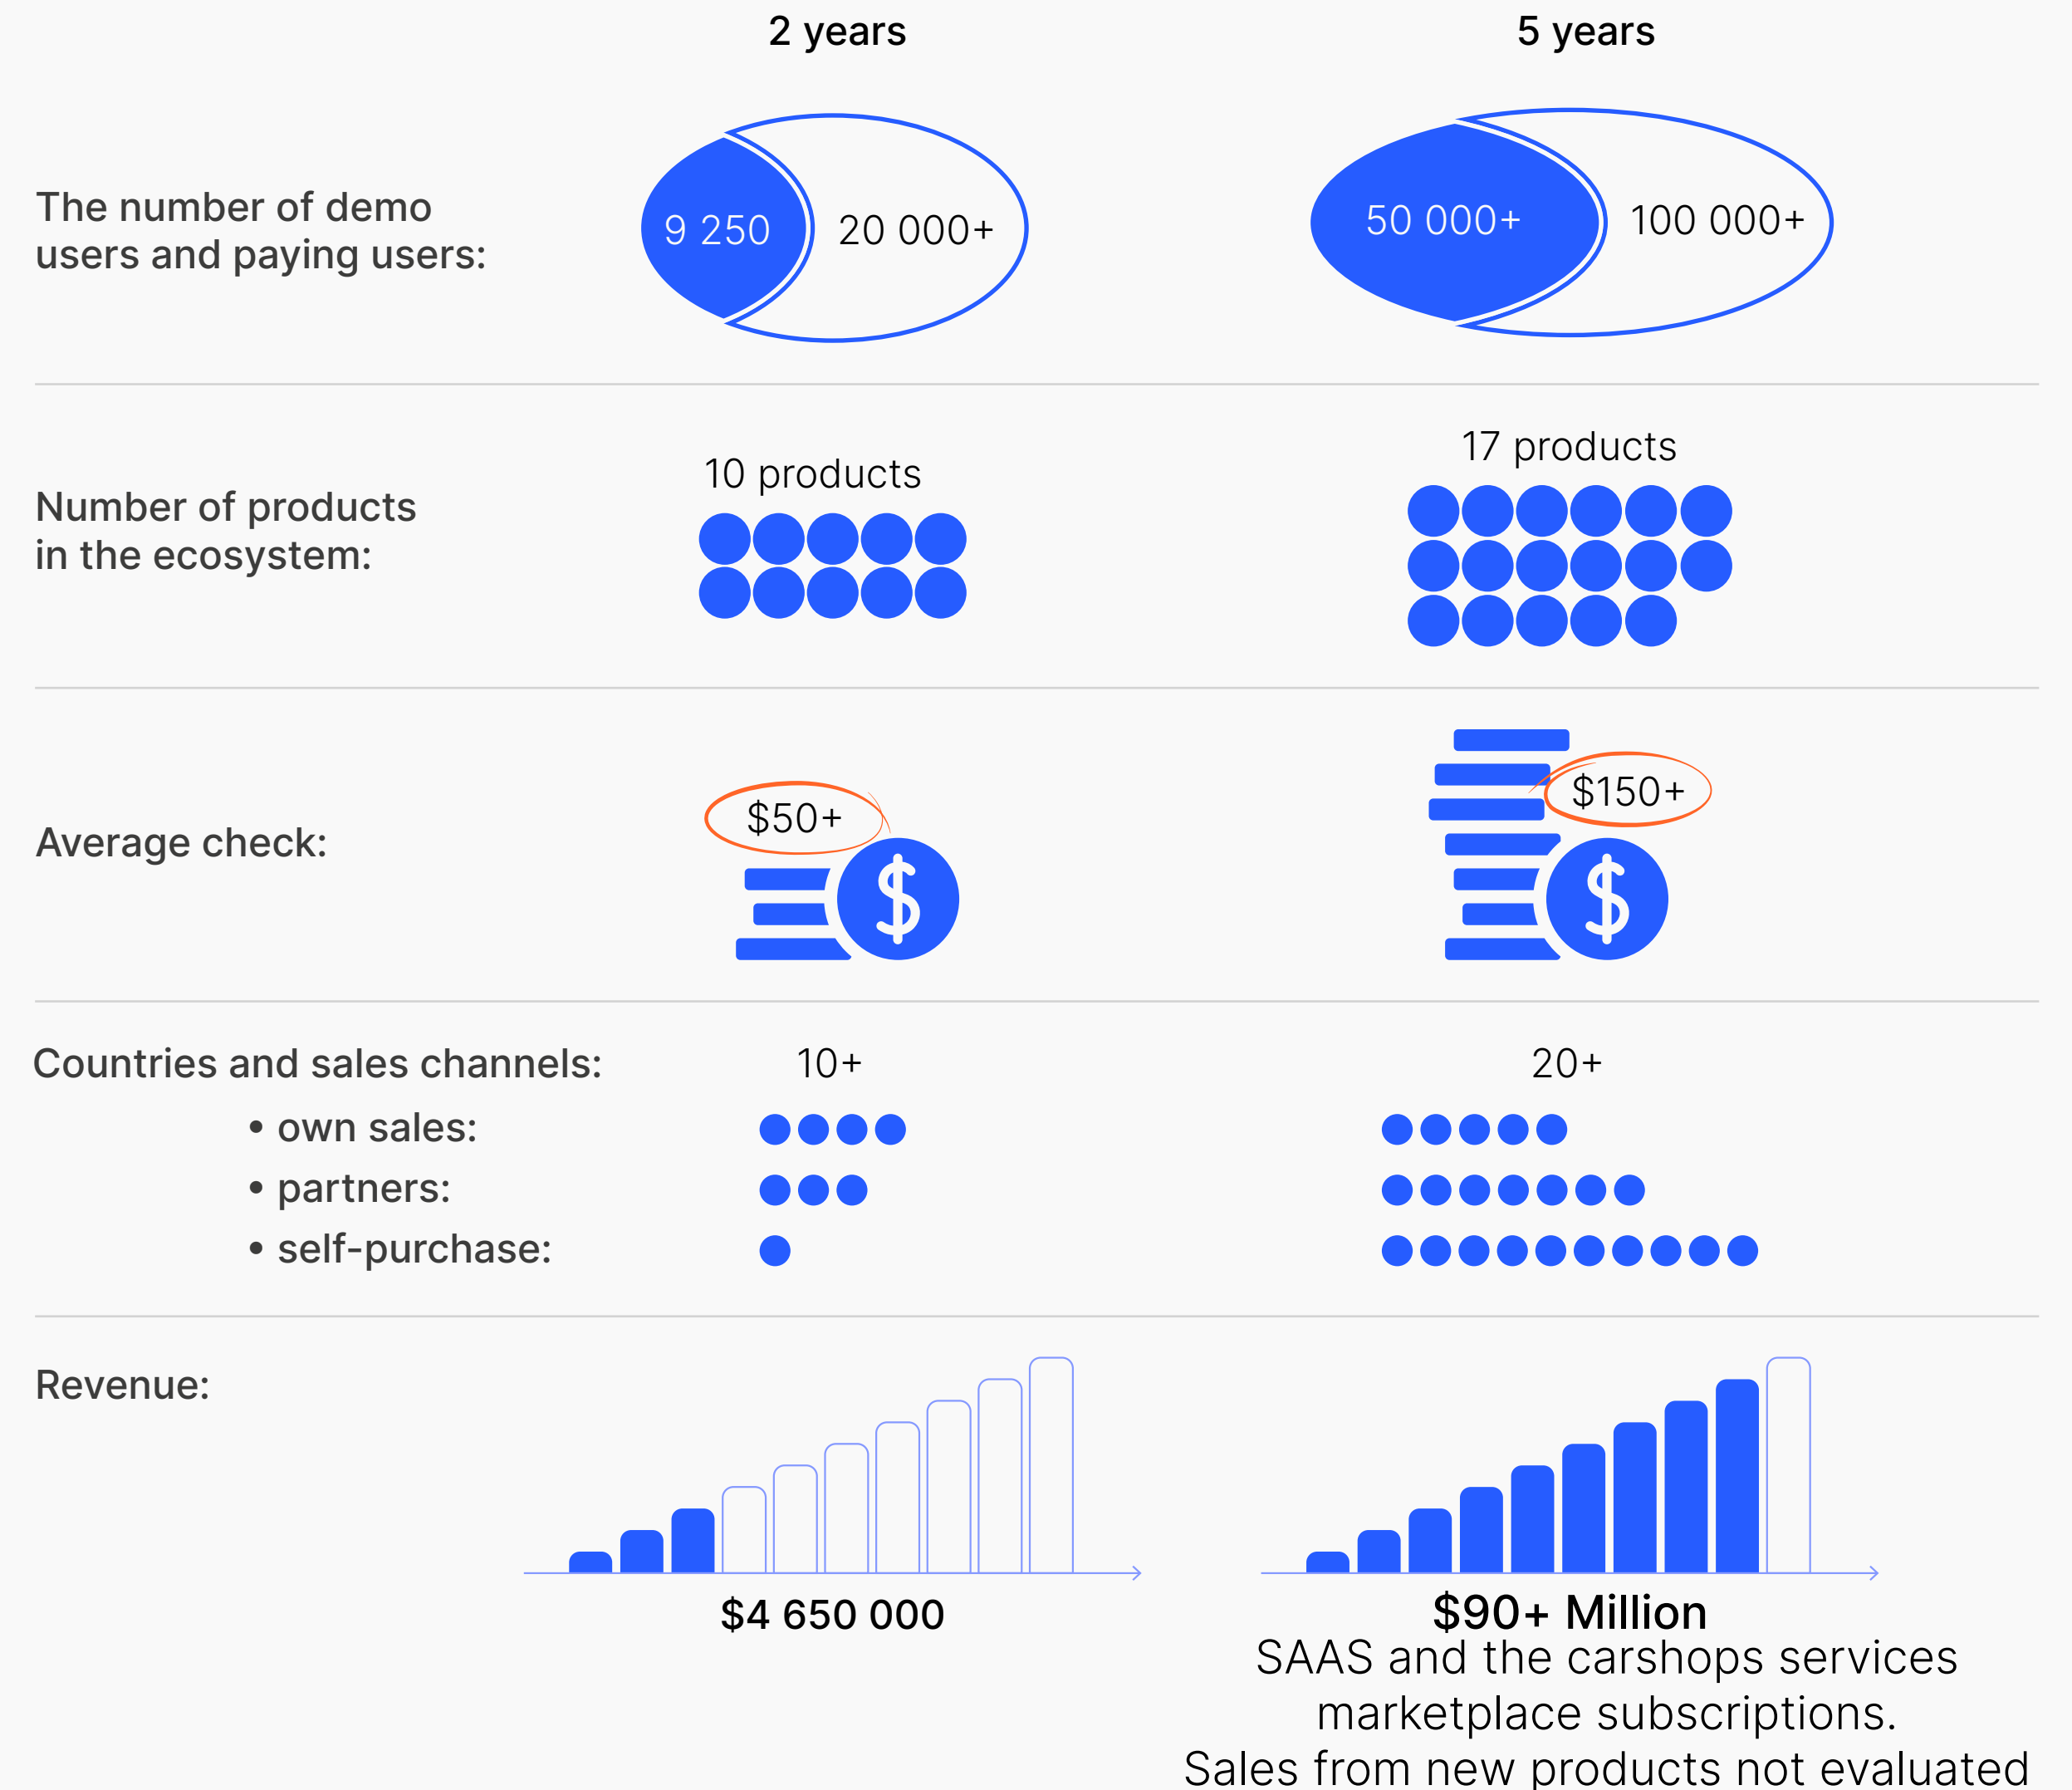 2 years
5 years
The number of demo
users and paying users:
9 250
20 000+
50 000+
100 000+
Number of products
in the ecosystem:
10 products
17 products
Average check:
$50+
$
$150+
$
Countries and sales channels:
10+
20+
• own sales:
• partners:
• self-purchase:
Revenue:
$4 650 000
$90+ Million
SAAS and the carshops services
marketplace subscriptions.
Sales from new products not evaluated